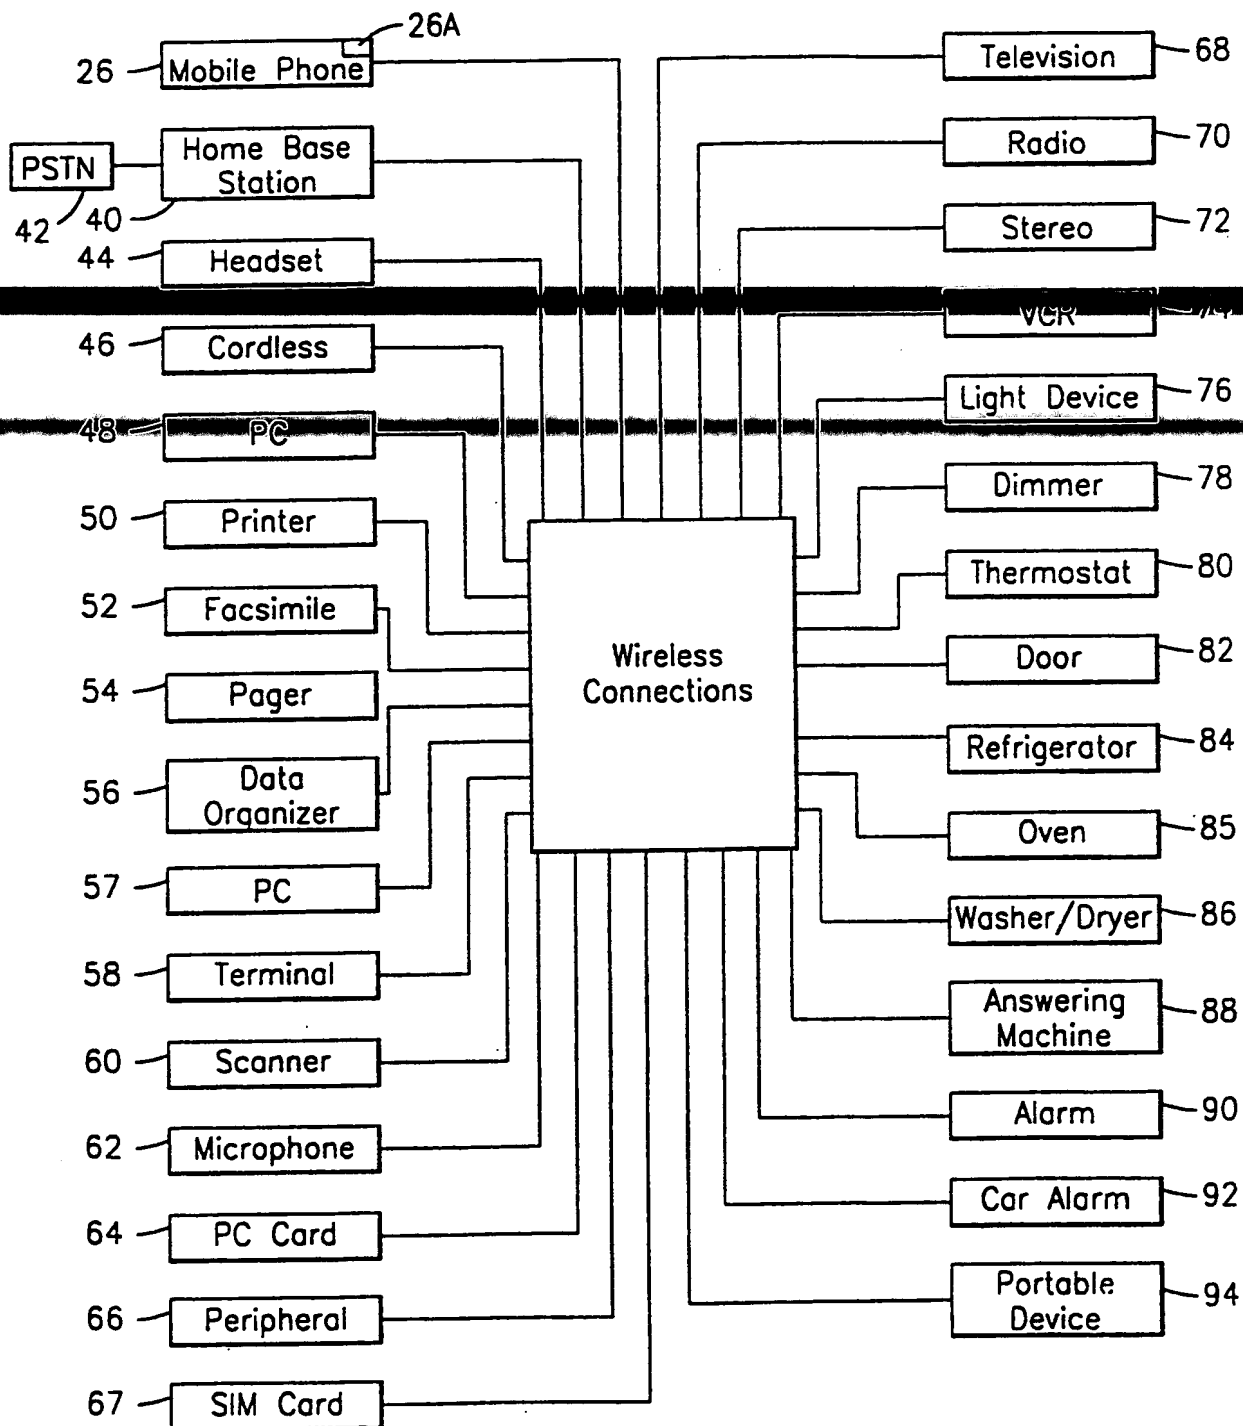 26A
26
Mobile Phone
PSTN
42
Home Base
Station
40
44
Headset
46
Cordless
48
PC
50
Printer
52
Facsimile
54
Pager
56
Data
Organizer
57
PC
58
Terminal
60
Scanner
62
Microphone
64
PC Card
66
Peripheral
67
SIM Card
Wireless
Connections
Television
68
Radio
70
Stereo
72
VCR
74
Light Device
76
Dimmer
78
Thermostat
80
Door
82
Refrigerator
84
Oven
85
Washer/Dryer
86
Answering
Machine
88
Alarm
90
Car Alarm
92
Portable
Device
94